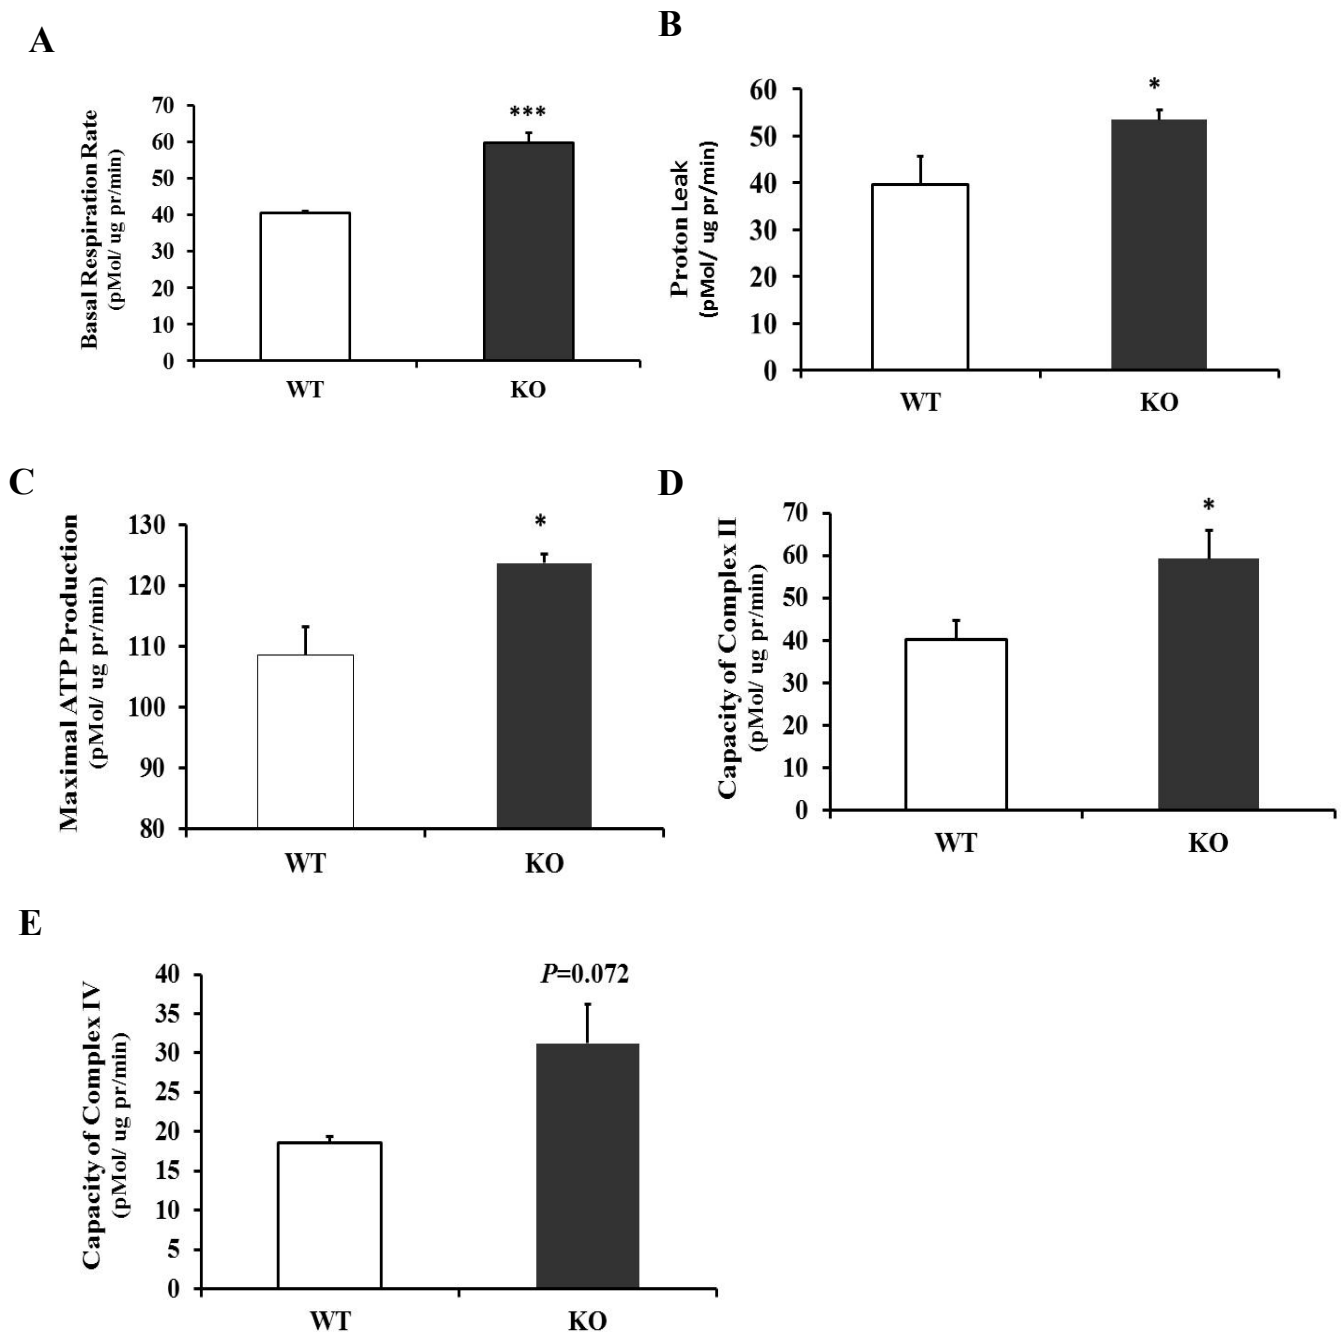 A
Basal Respiration Rate
(pMol/ ug pr/min)
70
60
50
40
30
20
10
0
***
WT
KO
B
Proton Leak
(pMol/ ug pr/min)
60
50
40
30
20
10
0
*
WT
KO
C
Maximal ATP Production
(pMol/ ug pr/min)
130
120
110
100
90
80
*
WT
KO
D
Capacity of Complex II
(pMol/ ug pr/min)
70
60
50
40
30
20
10
0
*
WT
KO
E
Capacity of Complex IV
(pMol/ ug pr/min)
40
35
30
25
20
15
10
5
0
P=0.072
WT
KO